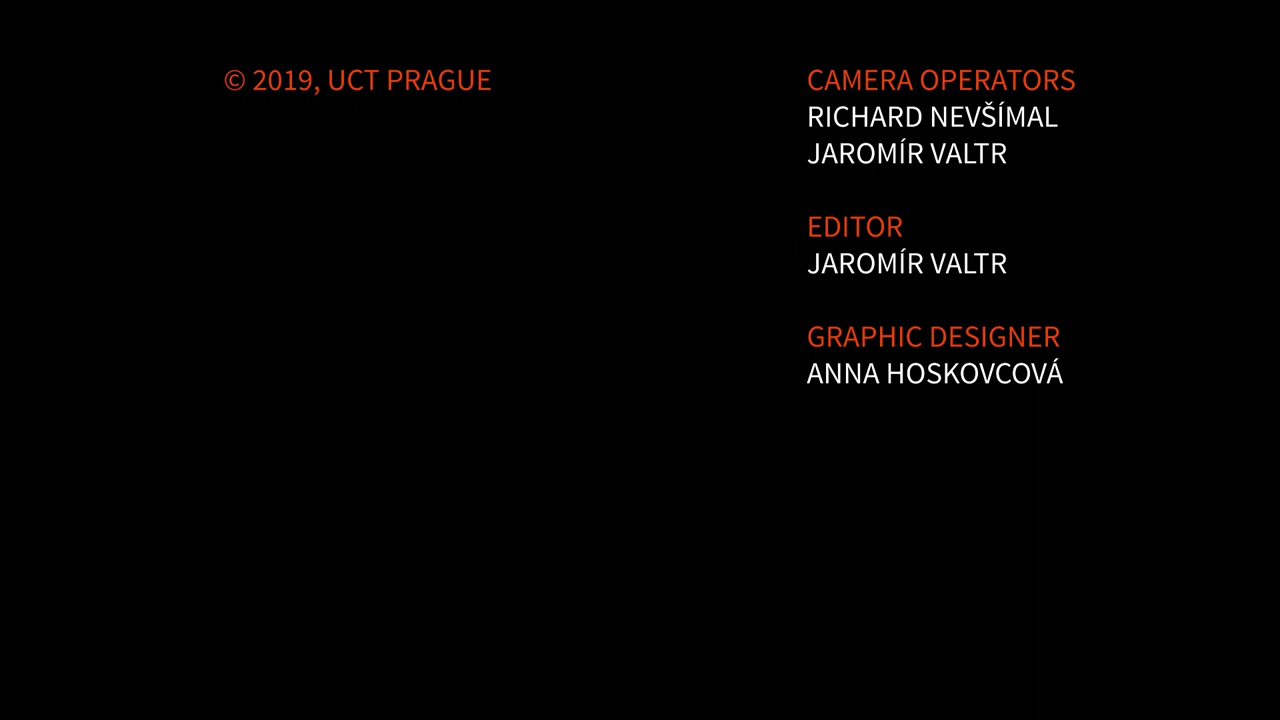 © 2019, UCT PRAGUE
CAMERA OPERATORS
RICHARD NEVŠÍMAL
JAROMÍR VALTR
EDITOR
JAROMÍR VALTR
GRAPHIC DESIGNER
ANNA HOSKOVCOVÁ